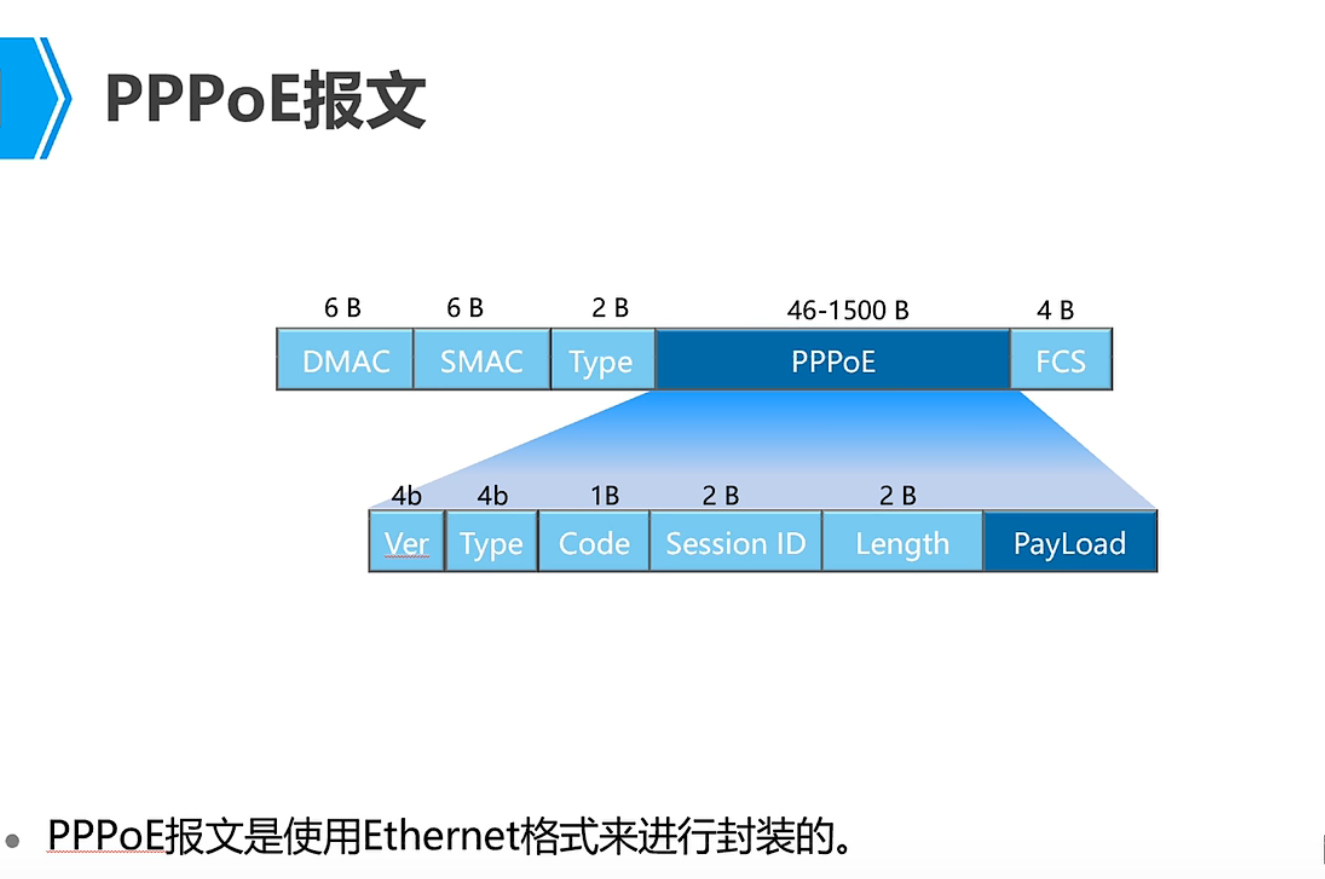 PPPoE报文
6 B 6 B 2 B 46-1500 B 4 B
DMAC SMAC Type PPPoE FCS
4b 4b 1B 2 B 2 B
Ver Type Code Session ID Length PayLoad
• PPPoE报文是使用Ethernet格式来进行封装的。